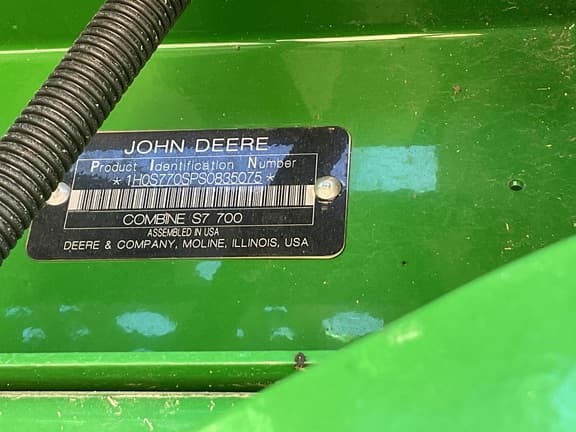 JOHN DEERE
Product Identification Number
*1H0S770SPS0835075*
COMBINE S7 700
ASSEMBLED IN USA
DEERE & COMPANY, MOLINE, ILLINOIS, USA